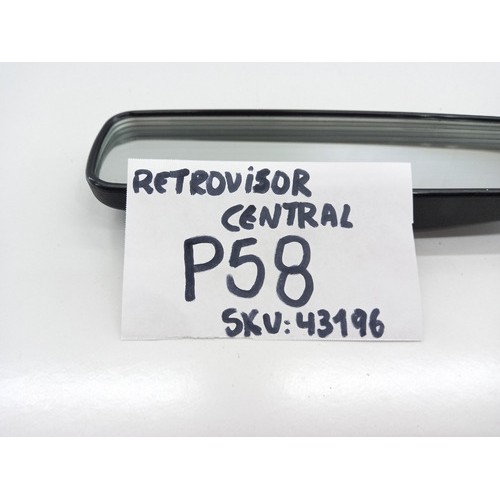 RETROVISOR
CENTRAL
P58
SKU: 43196